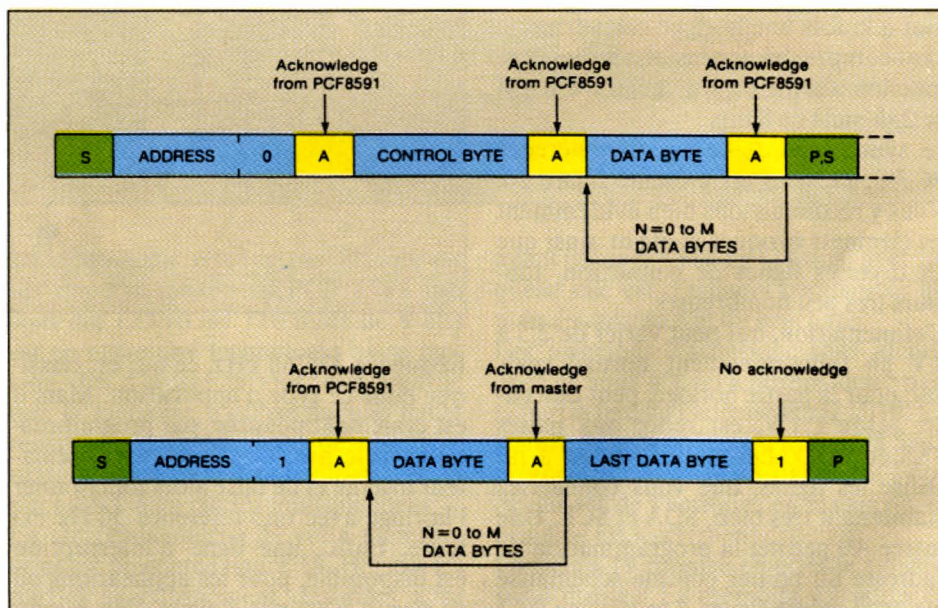 Acknowledge from PCF8591
Acknowledge from PCF8591
Acknowledge from PCF8591
S ADDRESS 0 A CONTROL BYTE A DATA BYTE A P,S
N=0 to M
DATA BYTES
Acknowledge from PCF8591
Acknowledge from master
No acknowledge
S ADDRESS 1 A DATA BYTE A LAST DATA BYTE 1 P
N=0 to M
DATA BYTES